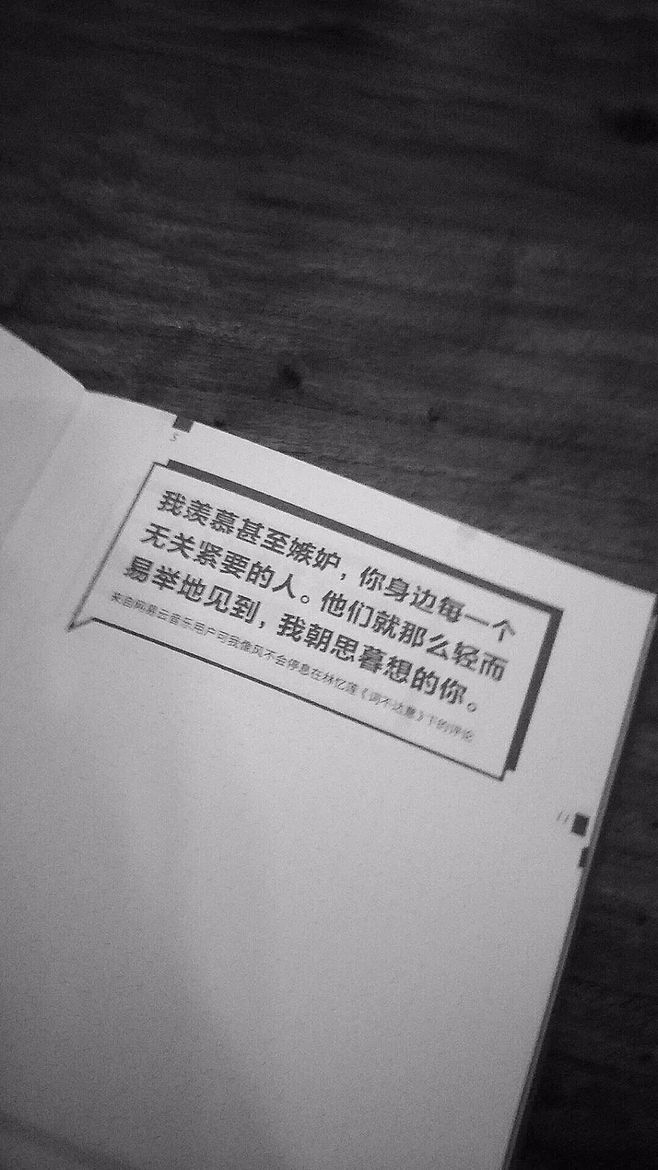 5
我羡慕甚至嫉妒，你身边每一个
无关紧要的人。他们就那么轻而
易举地见到，我朝思暮想的你。
来自网易云音乐用户可我像风不会停息在林忆莲《词不达意》下的评论
11